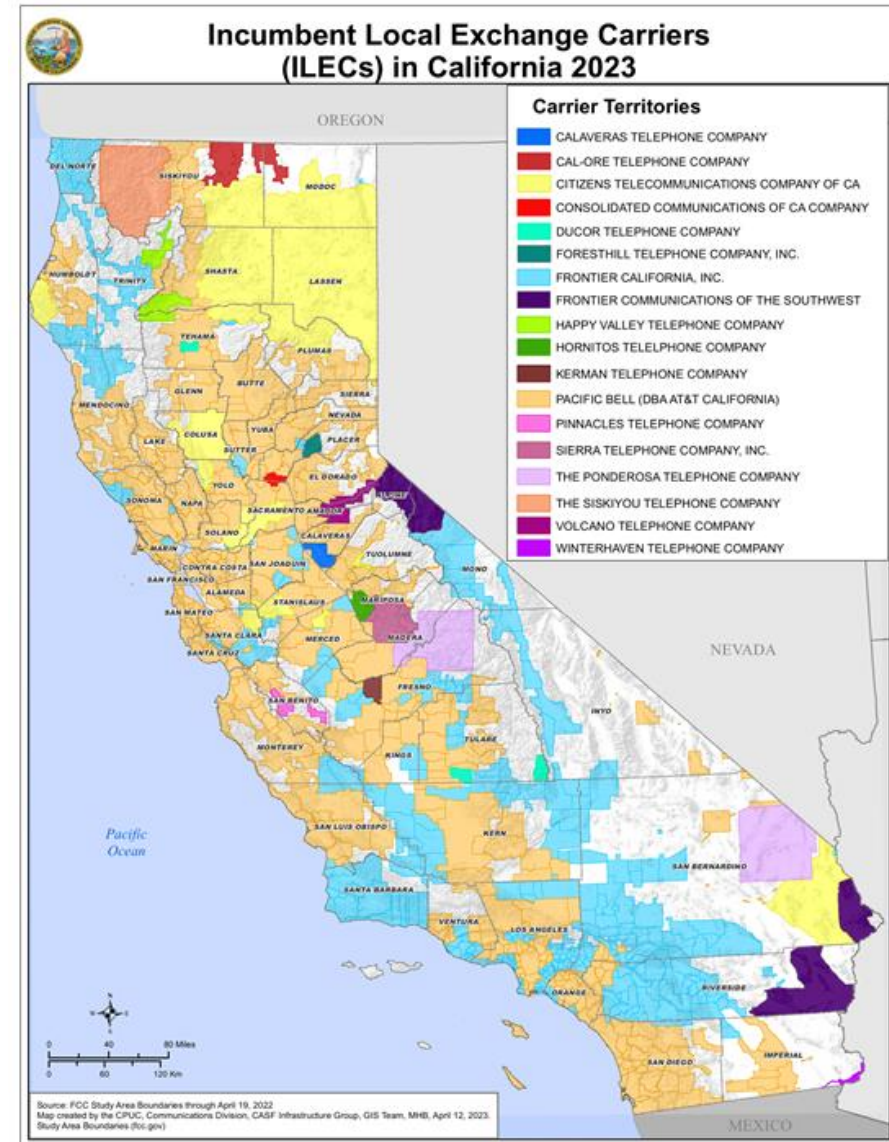 Incumbent Local Exchange Carriers
(ILECs) in California 2023
OREGON
Carrier Territories
CALAVERAS TELEPHONE COMPANY
CAL-ORE TELEPHONE COMPANY
CITIZENS TELECOMMUNICATIONS COMPANY OF CA
CONSOLIDATED COMMUNICATIONS OF CA COMPANY
DUCOR TELEPHONE COMPANY
FORESTHILL TELEPHONE COMPANY, INC.
FRONTIER CALIFORNIA, INC.
FRONTIER COMMUNICATIONS OF THE SOUTHWEST
HAPPY VALLEY TELEPHONE COMPANY
HORNITOS TELELPHONE COMPANY
KERMAN TELEPHONE COMPANY
PACIFIC BELL (DBA AT&T CALIFORNIA)
PINNACLES TELEPHONE COMPANY
SIERRA TELEPHONE COMPANY, INC.
THE PONDEROSA TELEPHONE COMPANY
THE SISKIYOU TELEPHONE COMPANY
VOLCANO TELEPHONE COMPANY
WINTERHAVEN TELEPHONE COMPANY
DEL NORTE
SISKIYOU
MODOC
HUMBOLDT
TRINITY
SHASTA
LASSEN
TEHAMA
PLUMAS
GLENN
BUTTE
SIERRA
MENDOCINO
NEVADA
COLUSA
YUBA
PLACER
LAKE
SUTTER
EL DORADO
YOLO
ALPINE
SONOMA
NAPA
SACRAMENTO
AMADOR
SOLANO
CALAVERAS
MARIN
TUOLUMNE
CONTRA COSTA
SAN JOAQUIN
MONO
SAN FRANCISCO
ALAMEDA
STANISLAUS
MARIPOSA
SAN MATEO
SANTA CLARA
MERCED
MADERA
SANTA CRUZ
NEVADA
FRESNO
SAN BENITO
INYO
MONTEREY
TULARE
KINGS
Pacific
Ocean
SAN LUIS OBISPO
KERN
SAN BERNARDINO
SANTA BARBARA
VENTURA
LOS ANGELES
RIVERSIDE
ORANGE
SAN DIEGO
IMPERIAL
MEXICO
N
W
E
S
0 40 80 Miles
0 60 120 Km
Source: FCC Study Area Boundaries through April 19, 2022
Map created by the CPUC, Communications Division, CASF Infrastructure Group, GIS Team, MHB, April 12, 2023.
Study Area Boundaries (fcc.gov)